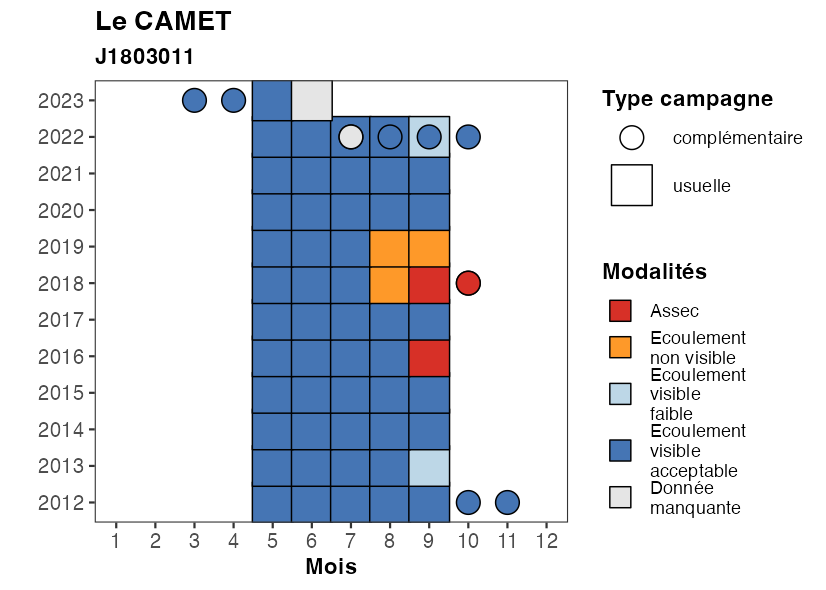 Le CAMET
J1803011
2023
2022
2021
2020
2019
2018
2017
2016
2015
2014
2013
2012
1 2 3 4 5 6 7 8 9 10 11 12
Mois
Type campagne
complémentaire
usuelle
Modalités
Assec
Ecoulement
non visible
Ecoulement
visible
faible
Ecoulement
visible
acceptable
Donnée
manquante